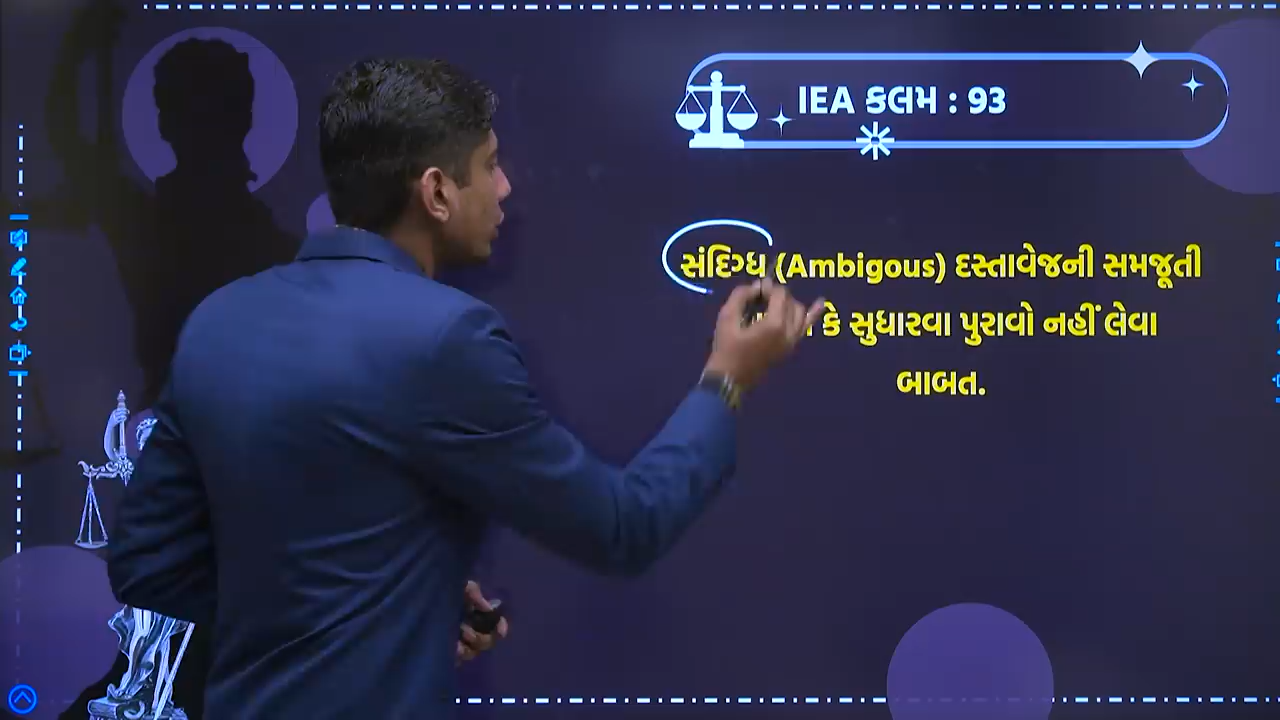 IEA કલમ : 93
સંદિગ્ધ (Ambigous) દસ્તાવેજની સમજૂતી
કે સુધારવા પુરાવો નહીં લેવા
બાબત.